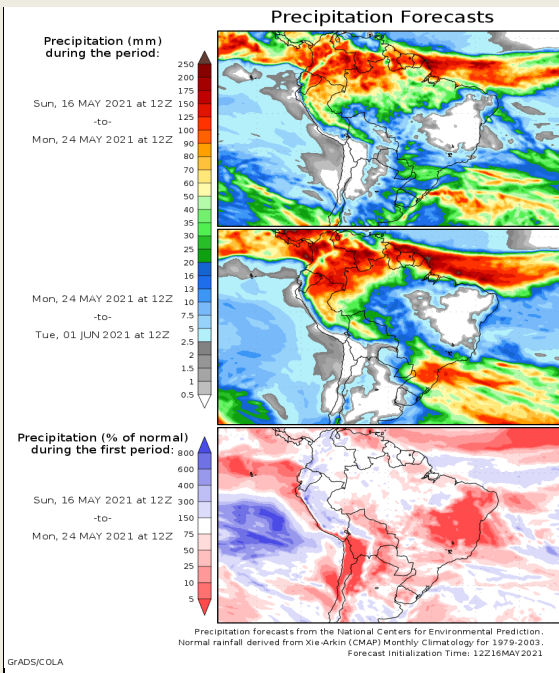 Precipitation Forecasts
Precipitation (mm)
during the period:
Sun, 16 MAY 2021 at 12Z
-to-
Mon, 24 MAY 2021 at 12Z
250
200
175
150
125
100
90
80
70
60
50
40
35
30
25
20
16
13
10
7.5
5
2.5
2
1.5
1
0.5
Mon, 24 MAY 2021 at 12Z
-to-
Tue, 01 JUN 2021 at 12Z
Precipitation (% of normal)
during the first period:
Sun, 16 MAY 2021 at 12Z
-to-
Mon, 24 MAY 2021 at 12Z
800
600
400
300
150
75
50
25
10
5
Precipitation forecasts from the National Centers for Environmental Prediction.
Normal rainfall derived from Xie-Arkin (CMAP) Monthly Climatology for 1979-2003.
Forecast Initialization Time: 12Z16MAY2021
GrADS/COLA